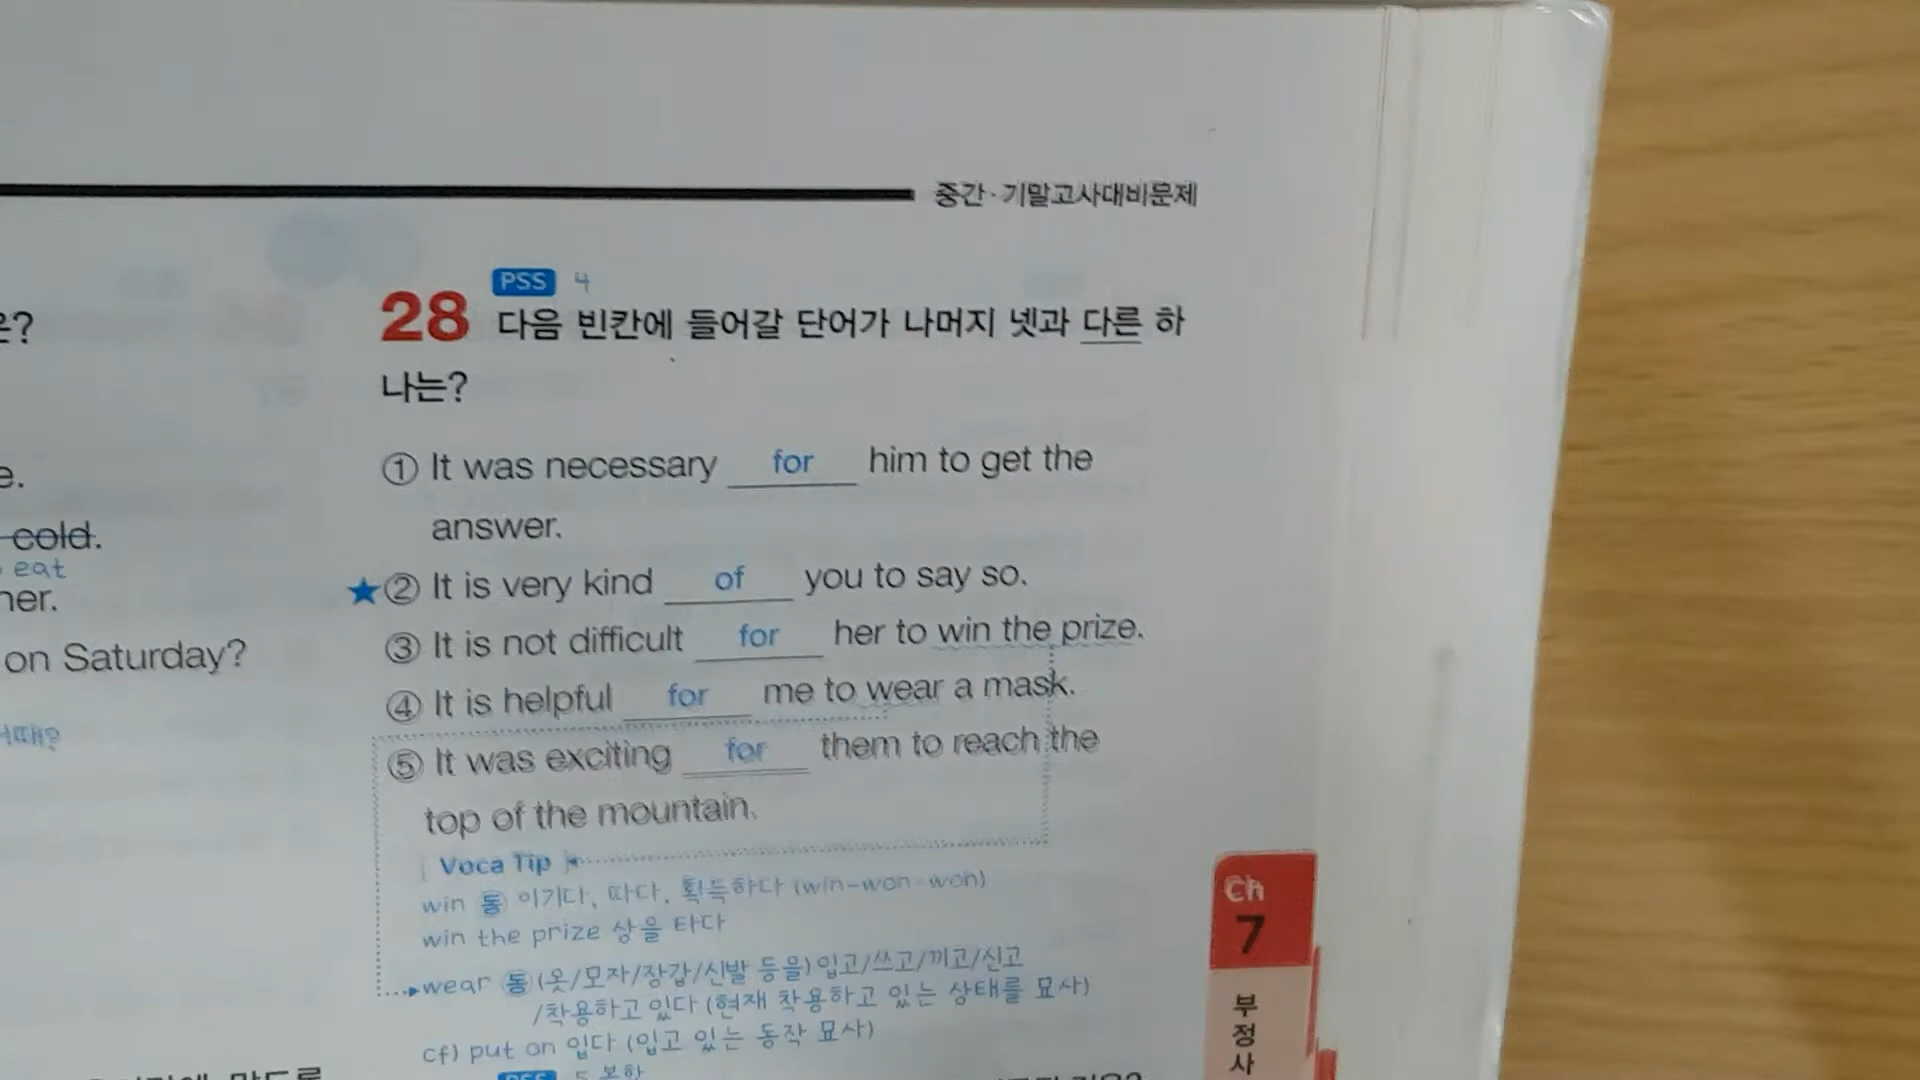 중간·기말고사대비문제
은?
e.
cold.
eat
her.
on Saturday?
어때?
PSS 4
28 다음 빈칸에 들어갈 단어가 나머지 넷과 다른 하
나는?
① It was necessary for him to get the
answer.
★② It is very kind of you to say so.
③ It is not difficult for her to win the prize.
④ It is helpful for me to wear a mask.
⑤ It was exciting for them to reach the
top of the mountain.
Voca Tip
win 동 이기다, 따다, 획득하다 (win-won-won)
win the prize 상을 타다
wear 동 (옷/모자/장갑/신발 등을) 입고/쓰고/끼고/신고
/착용하고 있다 (현재 착용하고 있는 상태를 묘사)
cf) put on 입다 (입고 있는 동작 묘사)
Ch
7
부정사